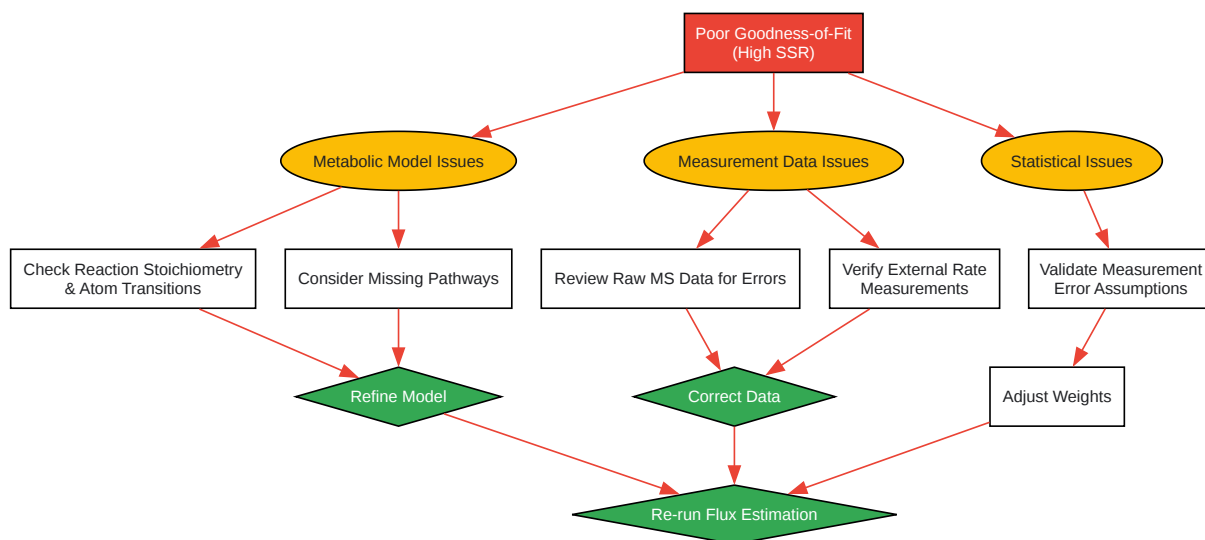 Poor Goodness-of-Fit
(High SSR)
Metabolic Model Issues
Measurement Data Issues
Statistical Issues
Check Reaction Stoichiometry
& Atom Transitions
Consider Missing Pathways
Review Raw MS Data for Errors
Verify External Rate
Measurements
Validate Measurement
Error Assumptions
Refine Model
Correct Data
Adjust Weights
Re-run Flux Estimation